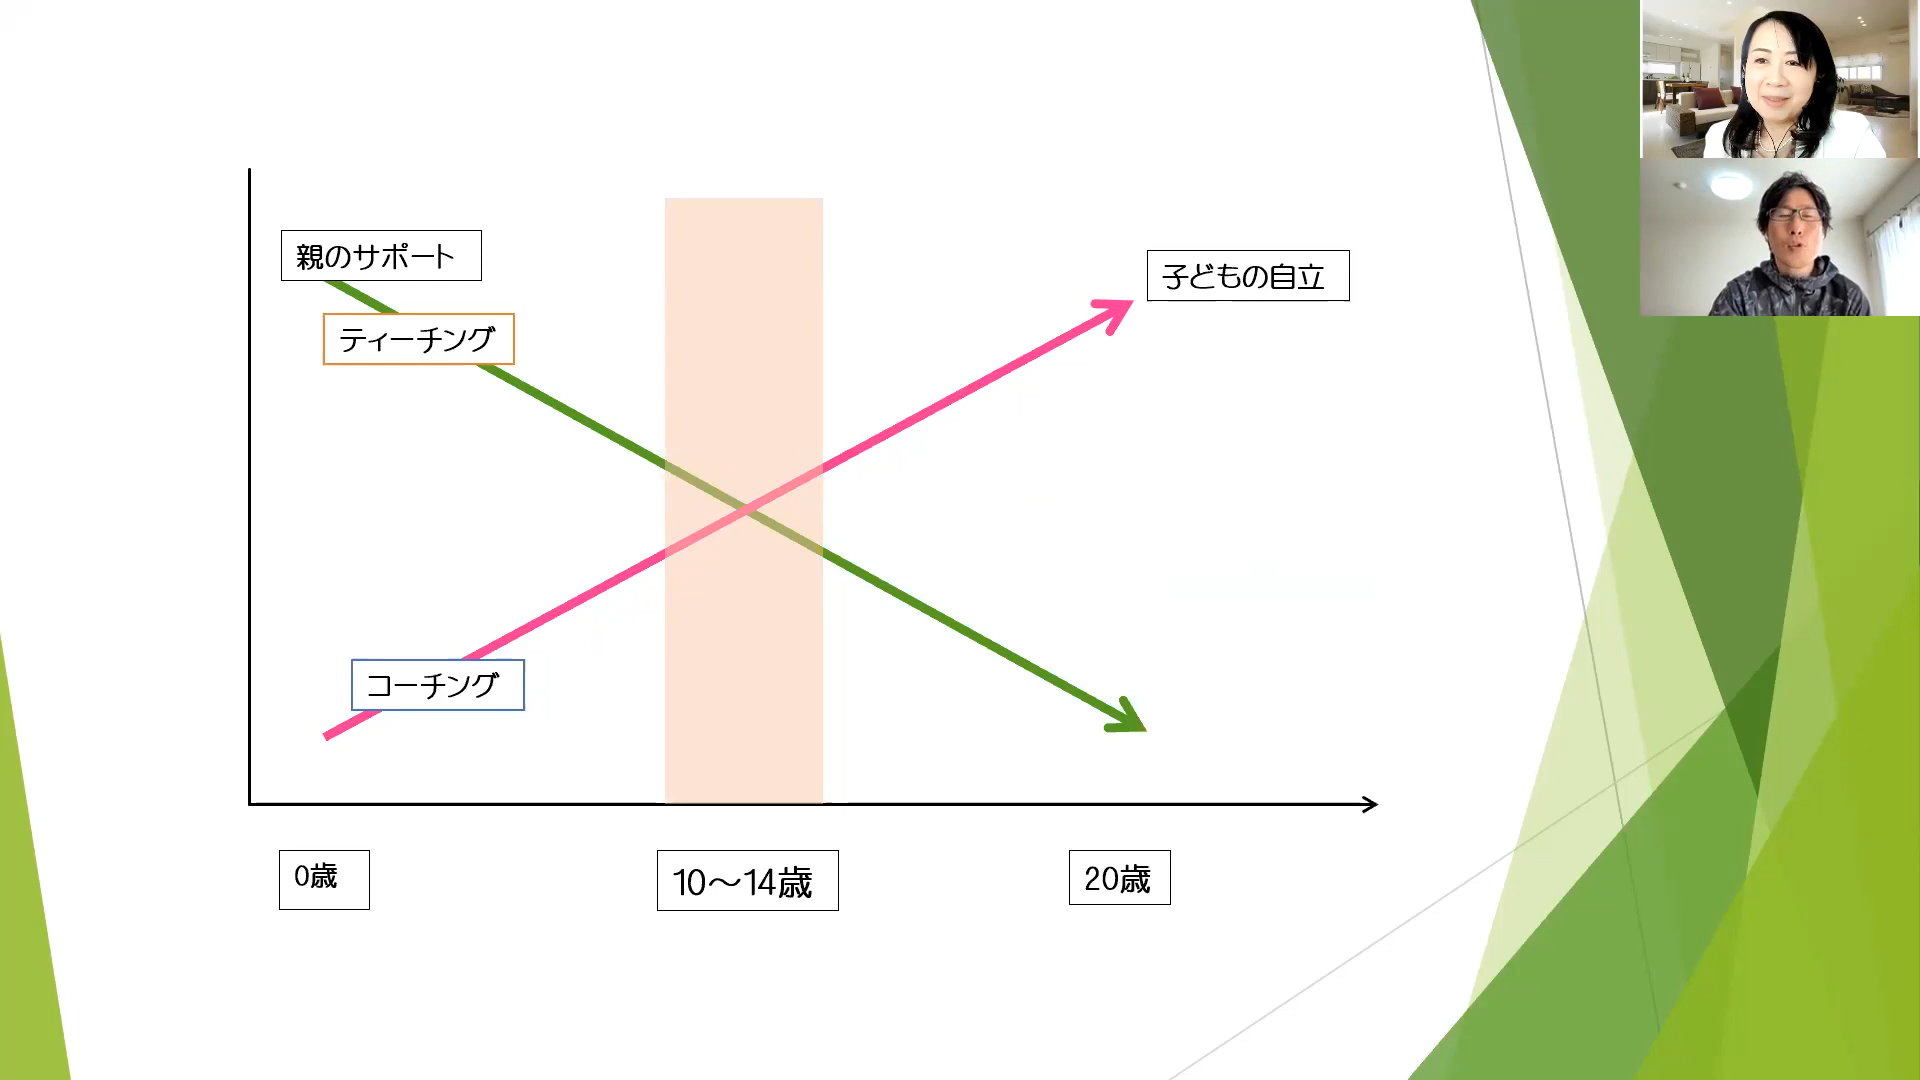 親のサポート
ティーチング
子どもの自立
コーチング
0歳
10～14歳
20歳